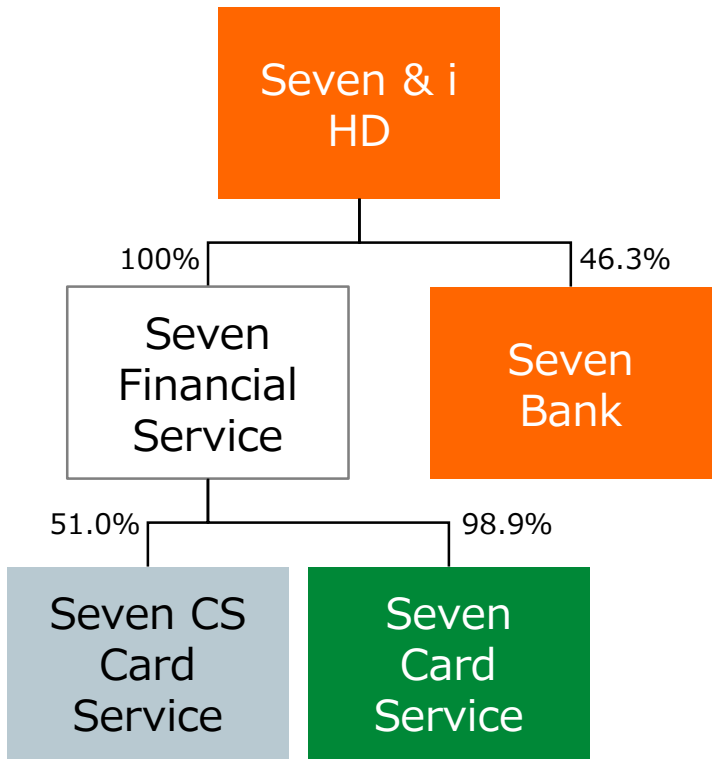 Seven & i
HD
100%
46.3%
Seven
Financial
Service
Seven
Bank
51.0%
98.9%
Seven CS
Card
Service
Seven
Card
Service